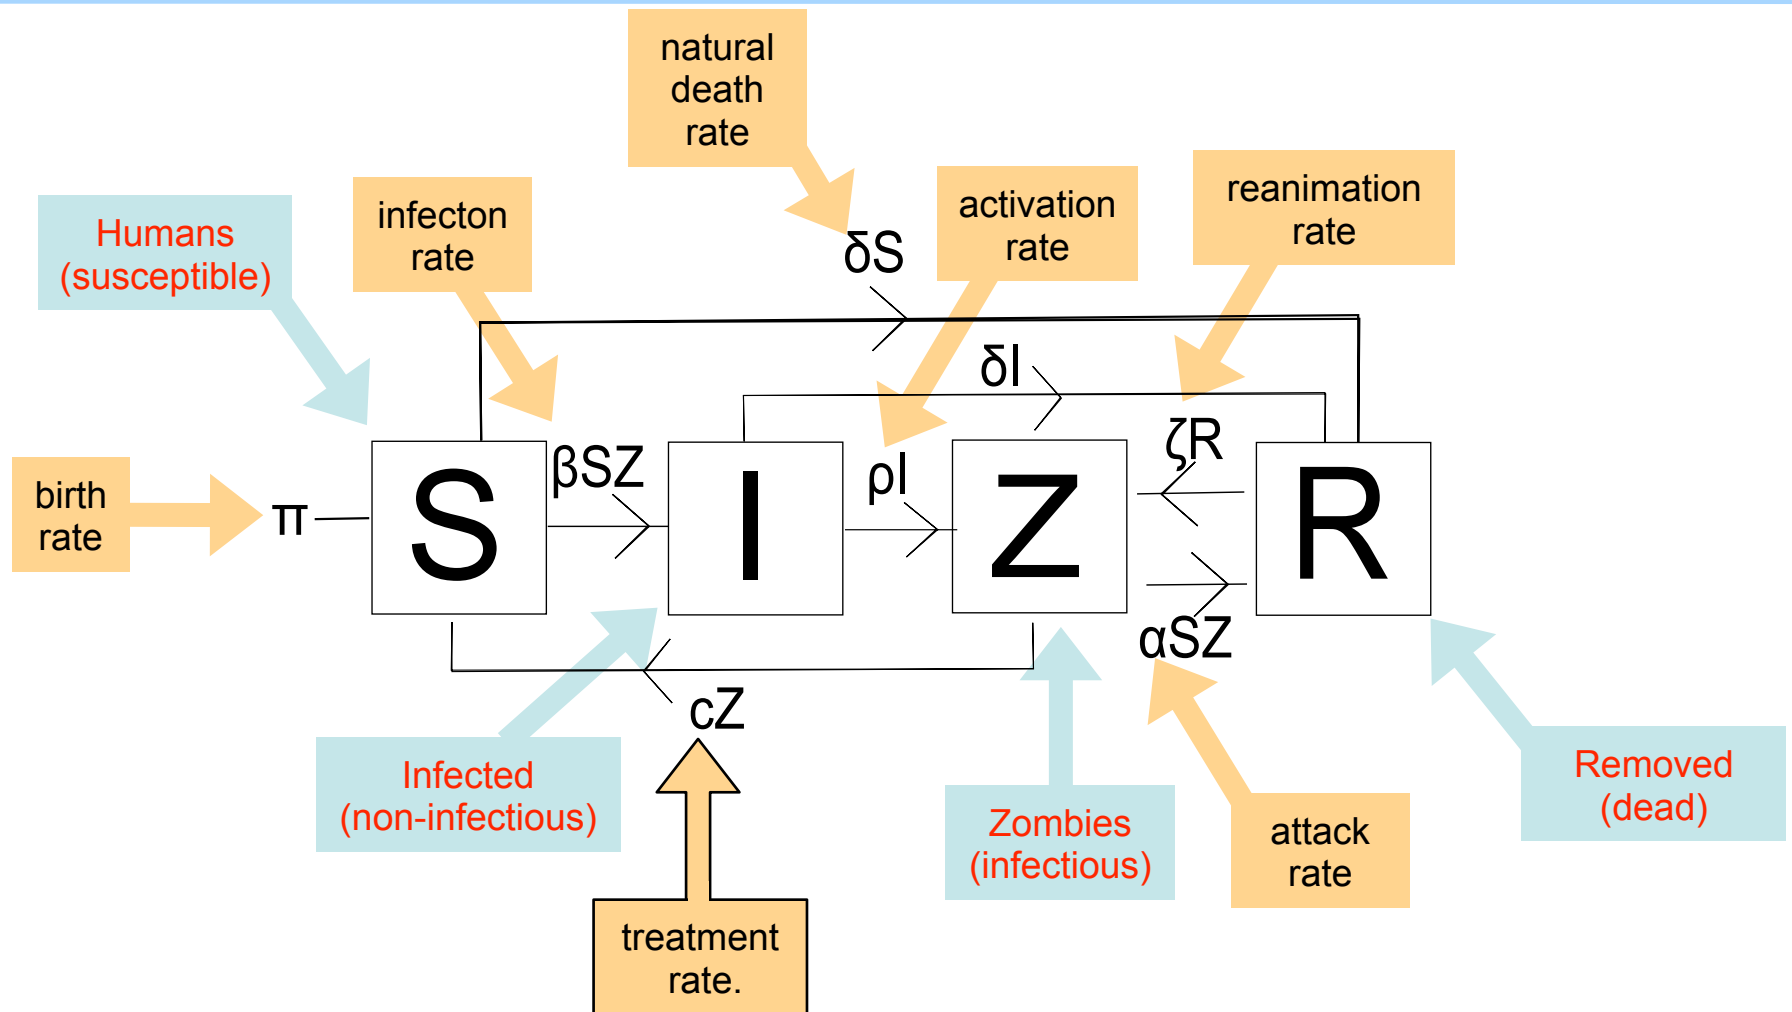 natural
death
rate
Humans
(susceptible)
infecton
rate
activation
rate
reanimation
rate
δS
δI
birth
rate
π
S
βSZ
I
ρI
Z
ζR
R
αSZ
cZ
Infected
(non-infectious)
Zombies
(infectious)
attack
rate
Removed
(dead)
treatment
rate.